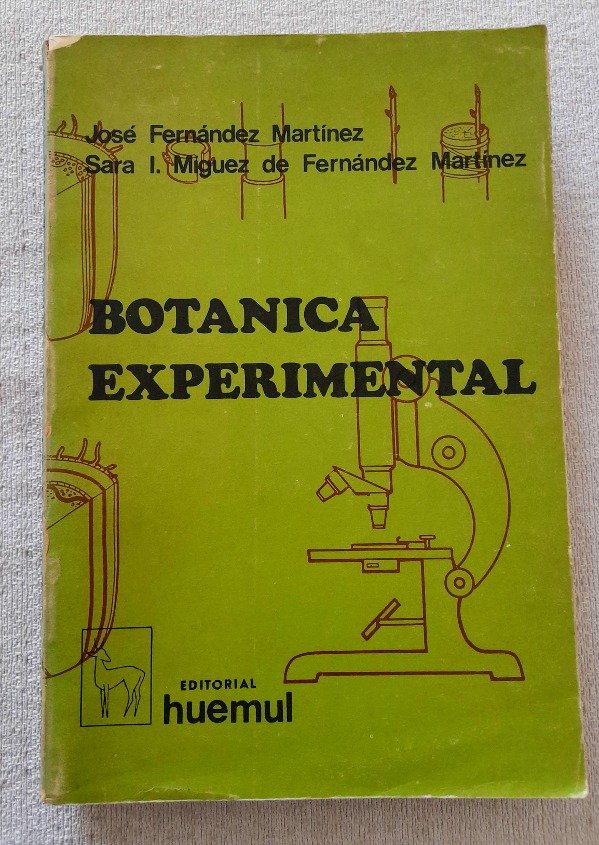 José Fernández Martínez
Sara I. Miguez de Fernández Martínez
BOTANICA
EXPERIMENTAL
EDITORIAL
huemul